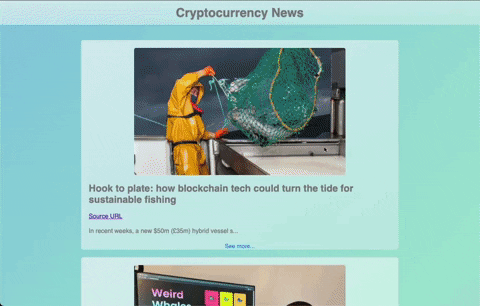 Cryptocurrency News
Hook to plate: how blockchain tech could turn the tide for
sustainable fishing
Source URL
In recent weeks, a new $50m (£35m) hybrid vessel s...
See more...
Weird
Whales